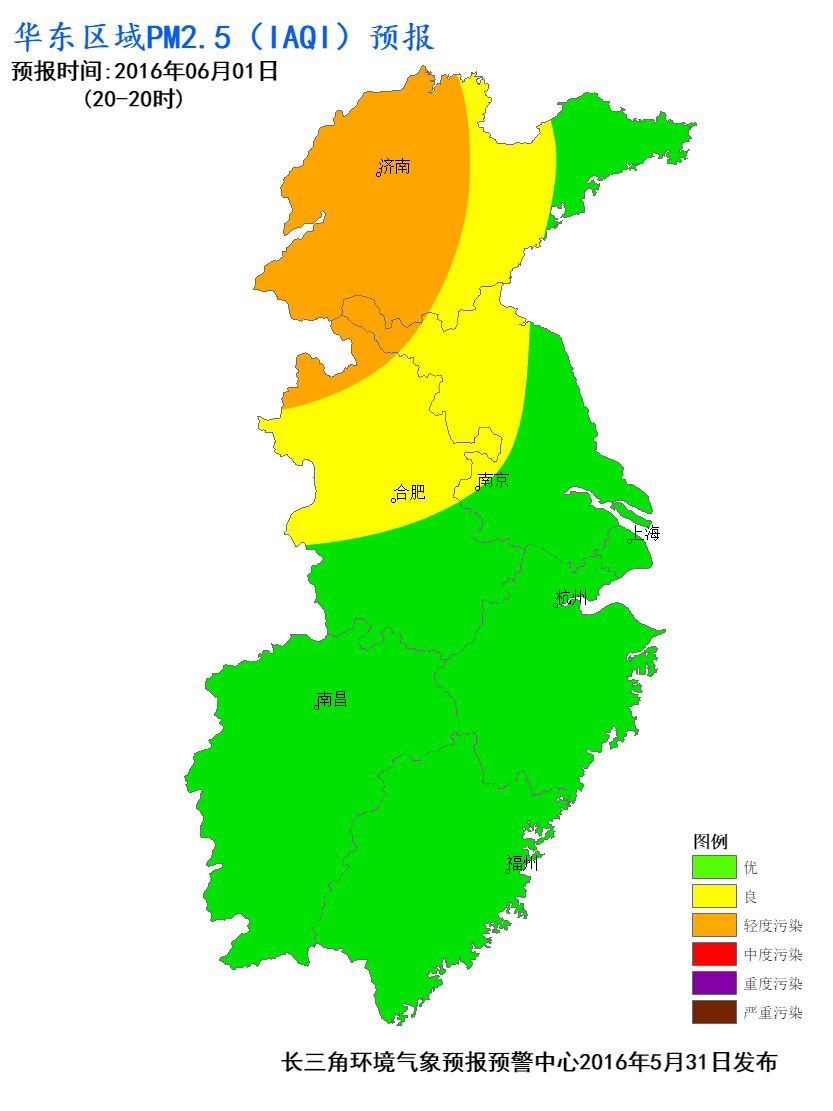 华东区域PM2.5（IAQI）预报
预报时间:2016年06月01日
(20-20时)
济南
合肥
南京
上海
杭州
南昌
福州
图例
优
良
轻度污染
中度污染
重度污染
严重污染
长三角环境气象预报预警中心2016年5月31日发布